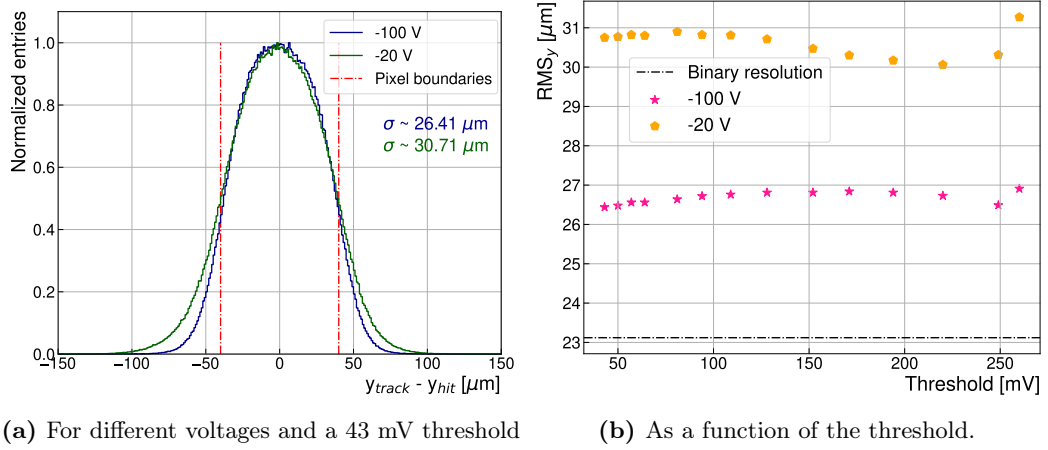 -100 V
-20 V
Pixel boundaries
σ ~ 26.41 μm
σ ~ 30.71 μm
Normalized entries
1.0
0.8
0.6
0.4
0.2
0.0
−150 −100 −50 0 50 100 150
y_track - y_hit [μm]
(a) For different voltages and a 43 mV threshold
RMS_y [μm]
31
30
29
28
27
26
25
24
23
Binary resolution
-100 V
-20 V
50 100 150 200 250
Threshold [mV]
(b) As a function of the threshold.